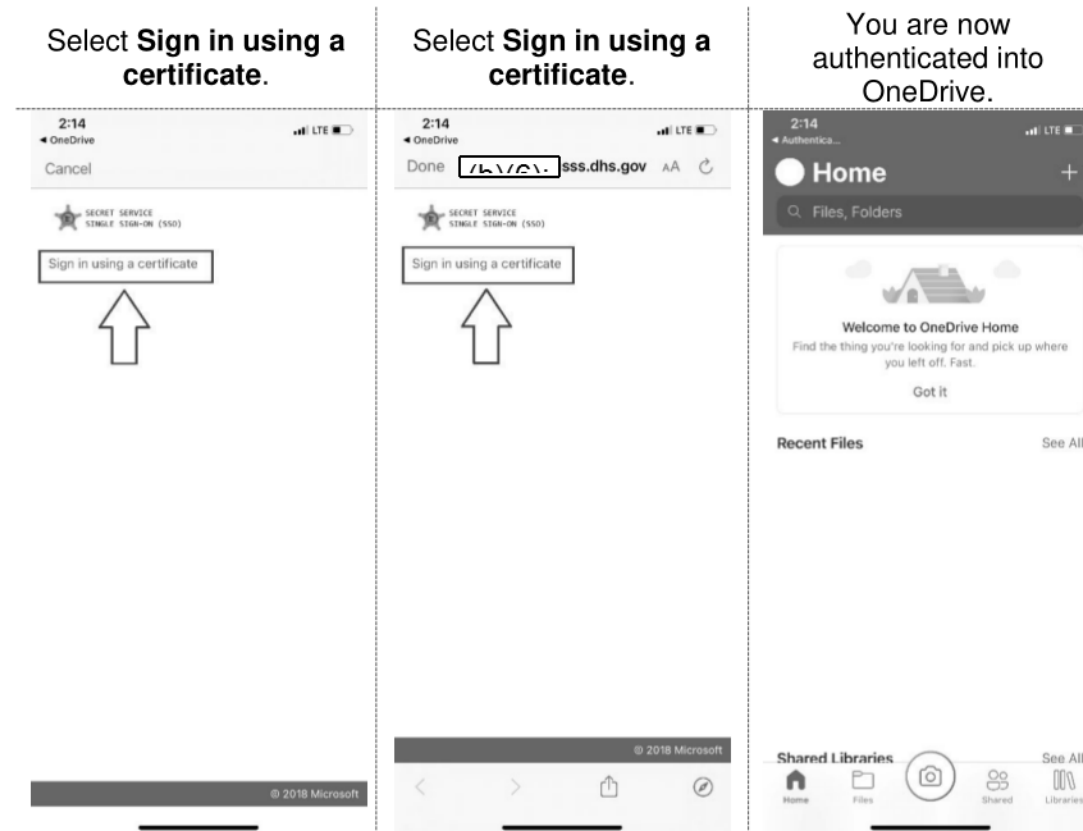 Select Sign in using a
certificate.
2:14
LTE
◄ OneDrive
Cancel
SECRET SERVICE
SINGLE SIGN-ON (SSO)
Sign in using a certificate
© 2018 Microsoft
Select Sign in using a
certificate.
2:14
LTE
◄ OneDrive
Done sss.dhs.gov AA
SECRET SERVICE
SINGLE SIGN-ON (SSO)
Sign in using a certificate
© 2018 Microsoft
You are now
authenticated into
OneDrive.
2:14
LTE
◄ Authentica...
Home
Files, Folders
Welcome to OneDrive Home
Find the thing you're looking for and pick up where
you left off. Fast.
Got it
Recent Files See All
Shared Libraries See All
Home Files Shared Libraries